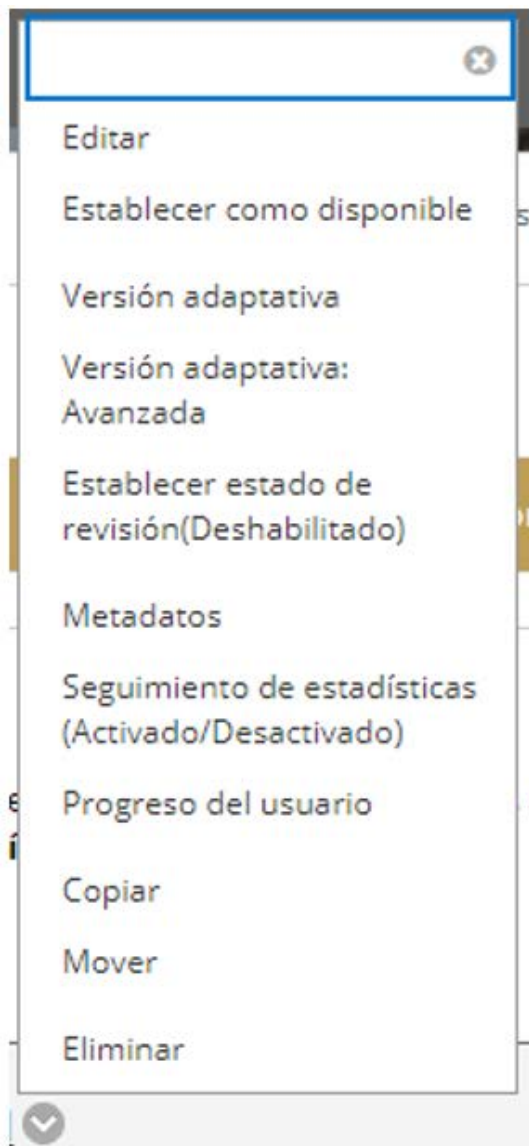 Editar
Establecer como disponible
Versión adaptativa
Versión adaptativa:
Avanzada
Establecer estado de
revisión(Deshabilitado)
Metadatos
Seguimiento de estadísticas
(Activado/Desactivado)
Progreso del usuario
Copiar
Mover
Eliminar